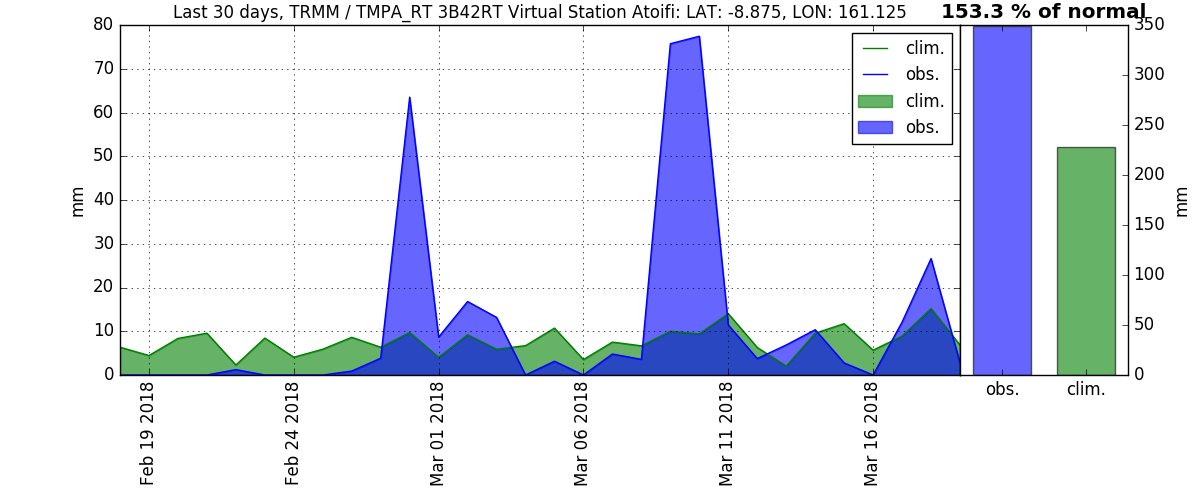 Last 30 days, TRMM / TMPA_RT 3B42RT Virtual Station Atoifi: LAT: -8.875, LON: 161.125
153.3 % of normal
80
70
60
50
40
30
20
10
0
mm
clim.
obs.
clim.
obs.
350
300
250
200
150
100
50
0
mm
Feb 19 2018
Feb 24 2018
Mar 01 2018
Mar 06 2018
Mar 11 2018
Mar 16 2018
obs.
clim.